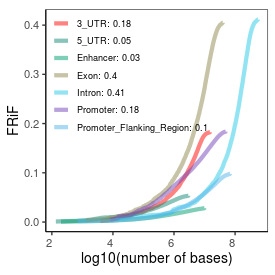 3_UTR: 0.18
5_UTR: 0.05
Enhancer: 0.03
Exon: 0.4
Intron: 0.41
Promoter: 0.18
Promoter_Flanking_Region: 0.1
FRiF
0.4
0.3
0.2
0.1
0.0
2 4 6 8
log10(number of bases)